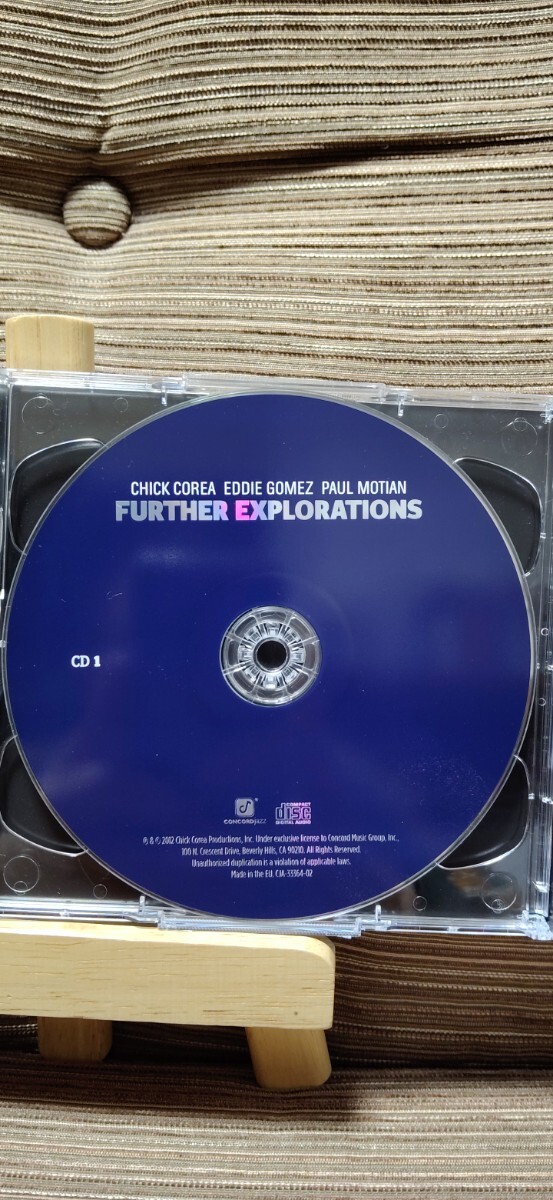 CHICK COREA EDDIE GOMEZ PAUL MOTIAN
FURTHER EXPLORATIONS
CD 1
CONCORDJAZZ
COMPACT
disc
DIGITAL AUDIO
℗ & © 2012 Chick Corea Productions, Inc. Under exclusive license to Concord Music Group, Inc.,
100 N. Crescent Drive, Beverly Hills, CA 90210. All Rights Reserved.
Unauthorized duplication is a violation of applicable laws.
Made in the EU. CJA-33364-02